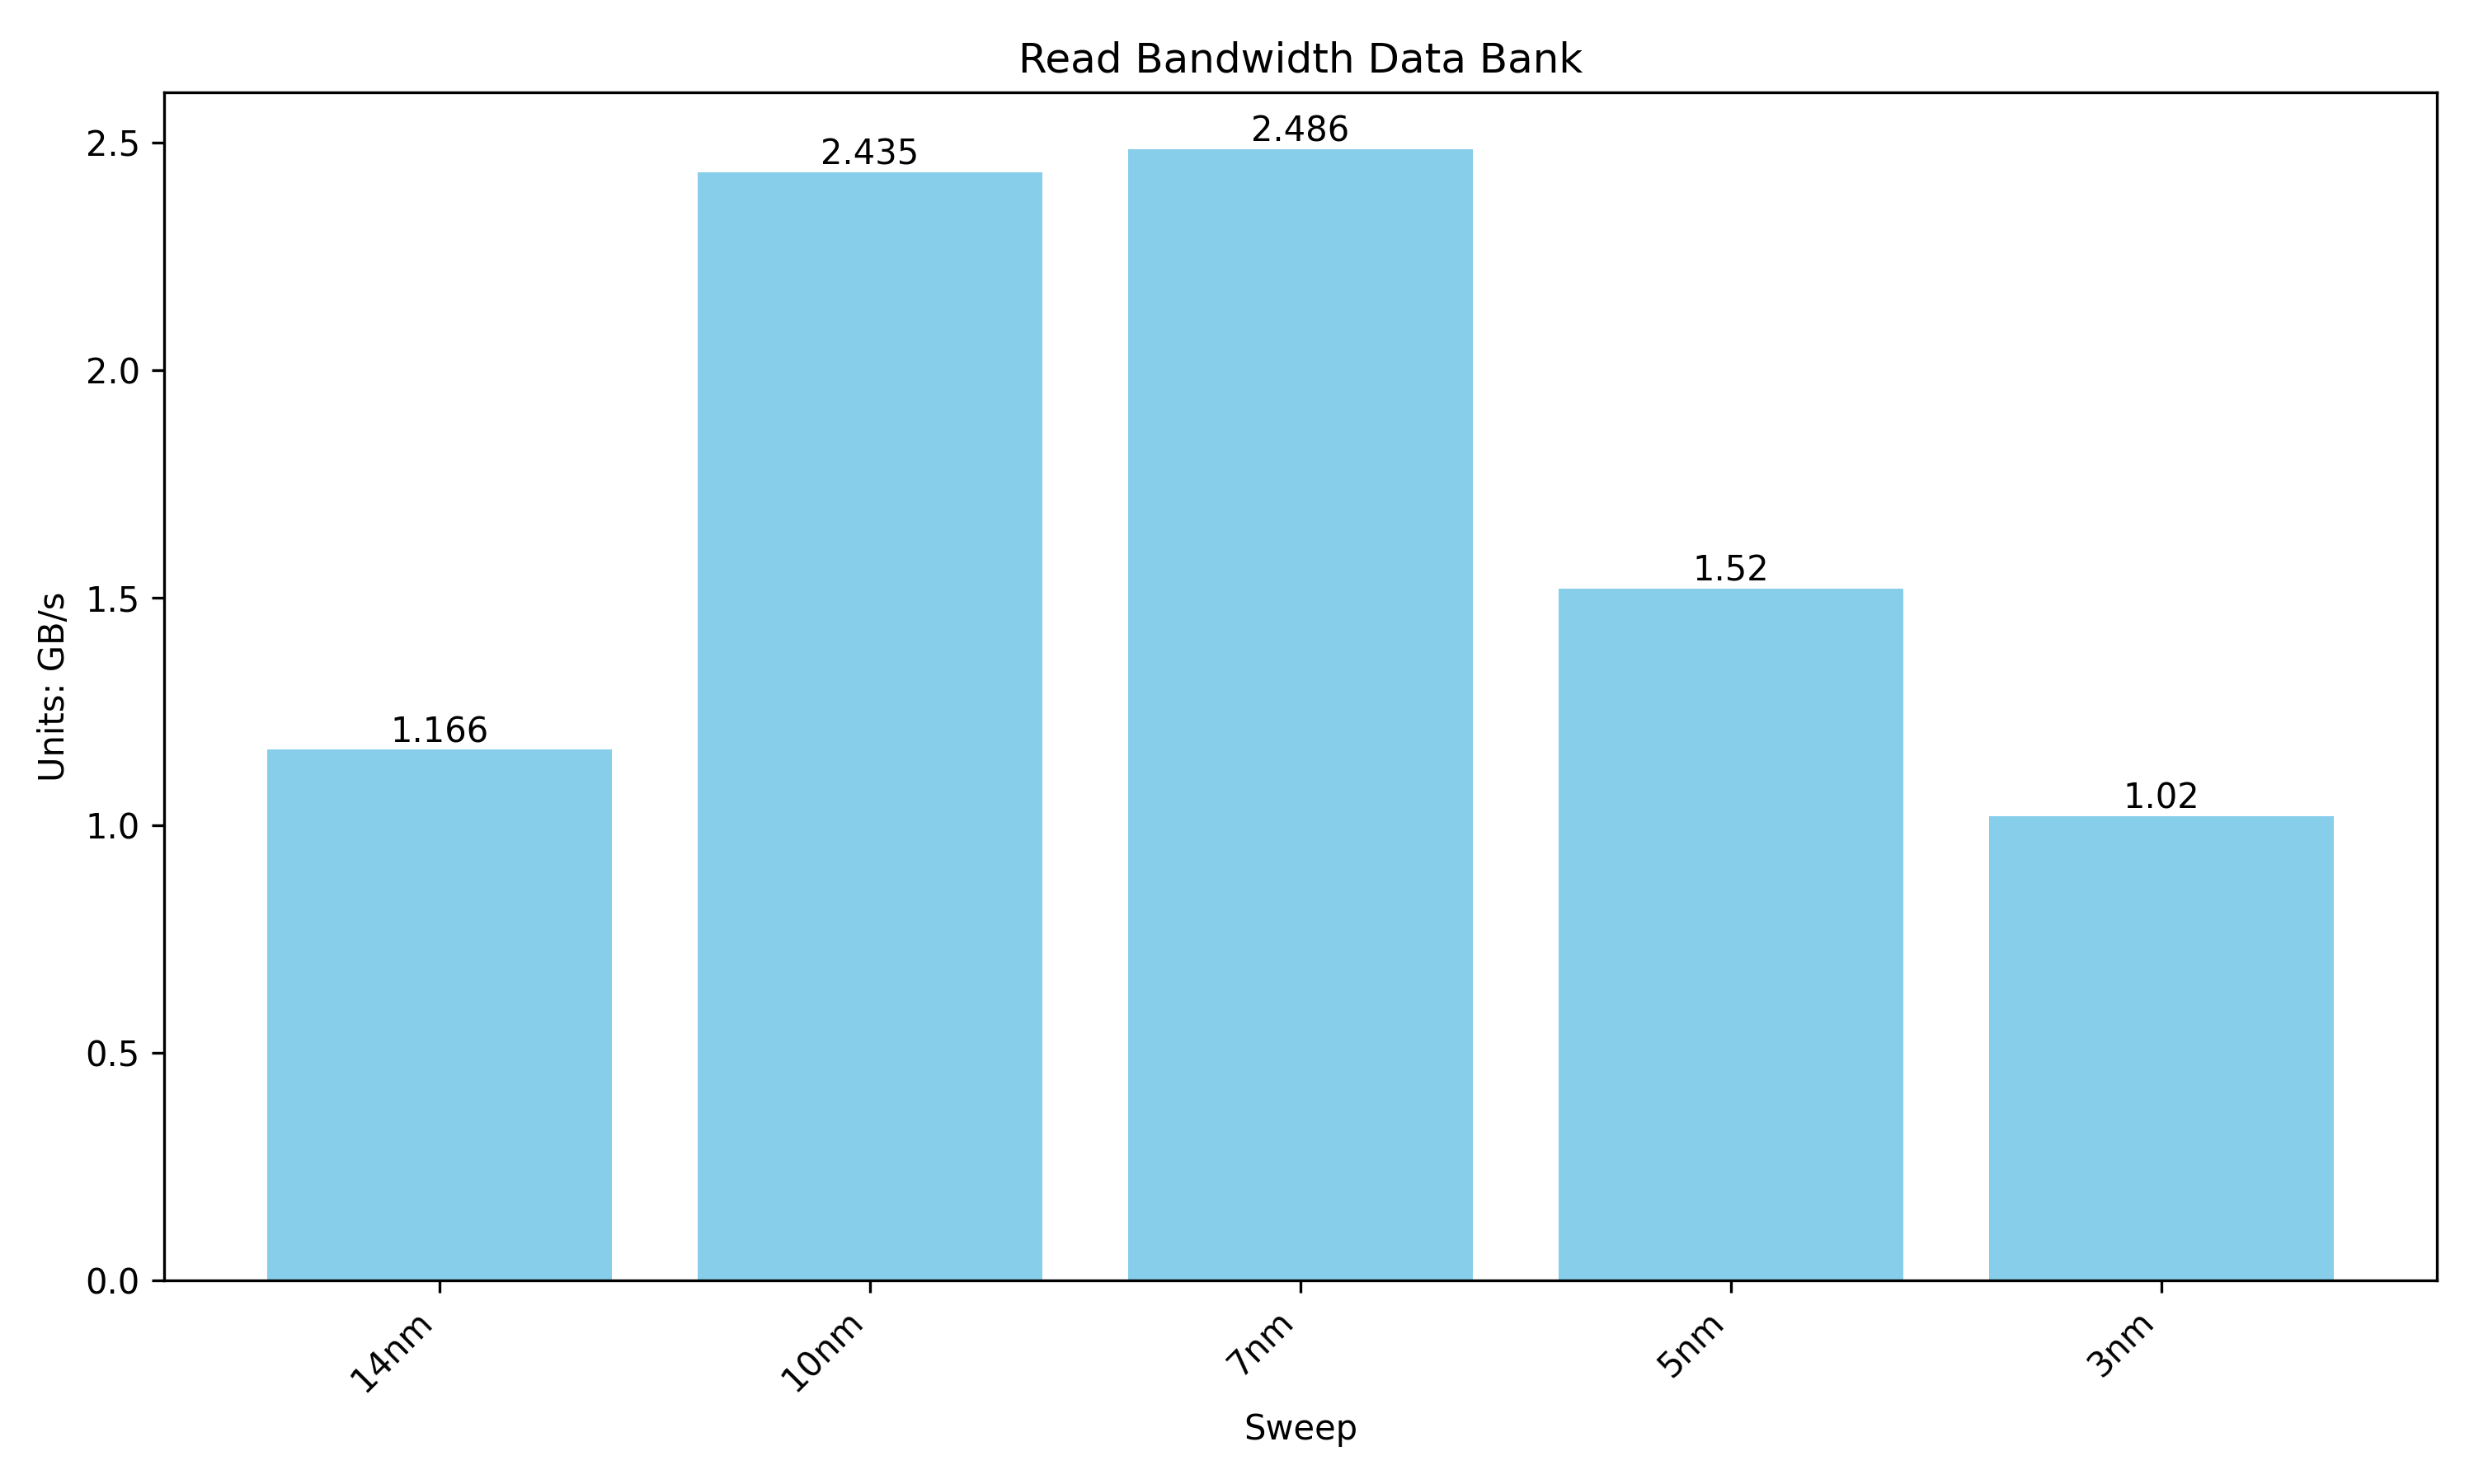 Read Bandwidth Data Bank
Units: GB/s
2.5
2.0
1.5
1.0
0.5
0.0
1.166
2.435
2.486
1.52
1.02
14nm
10nm
7nm
5nm
3nm
Sweep